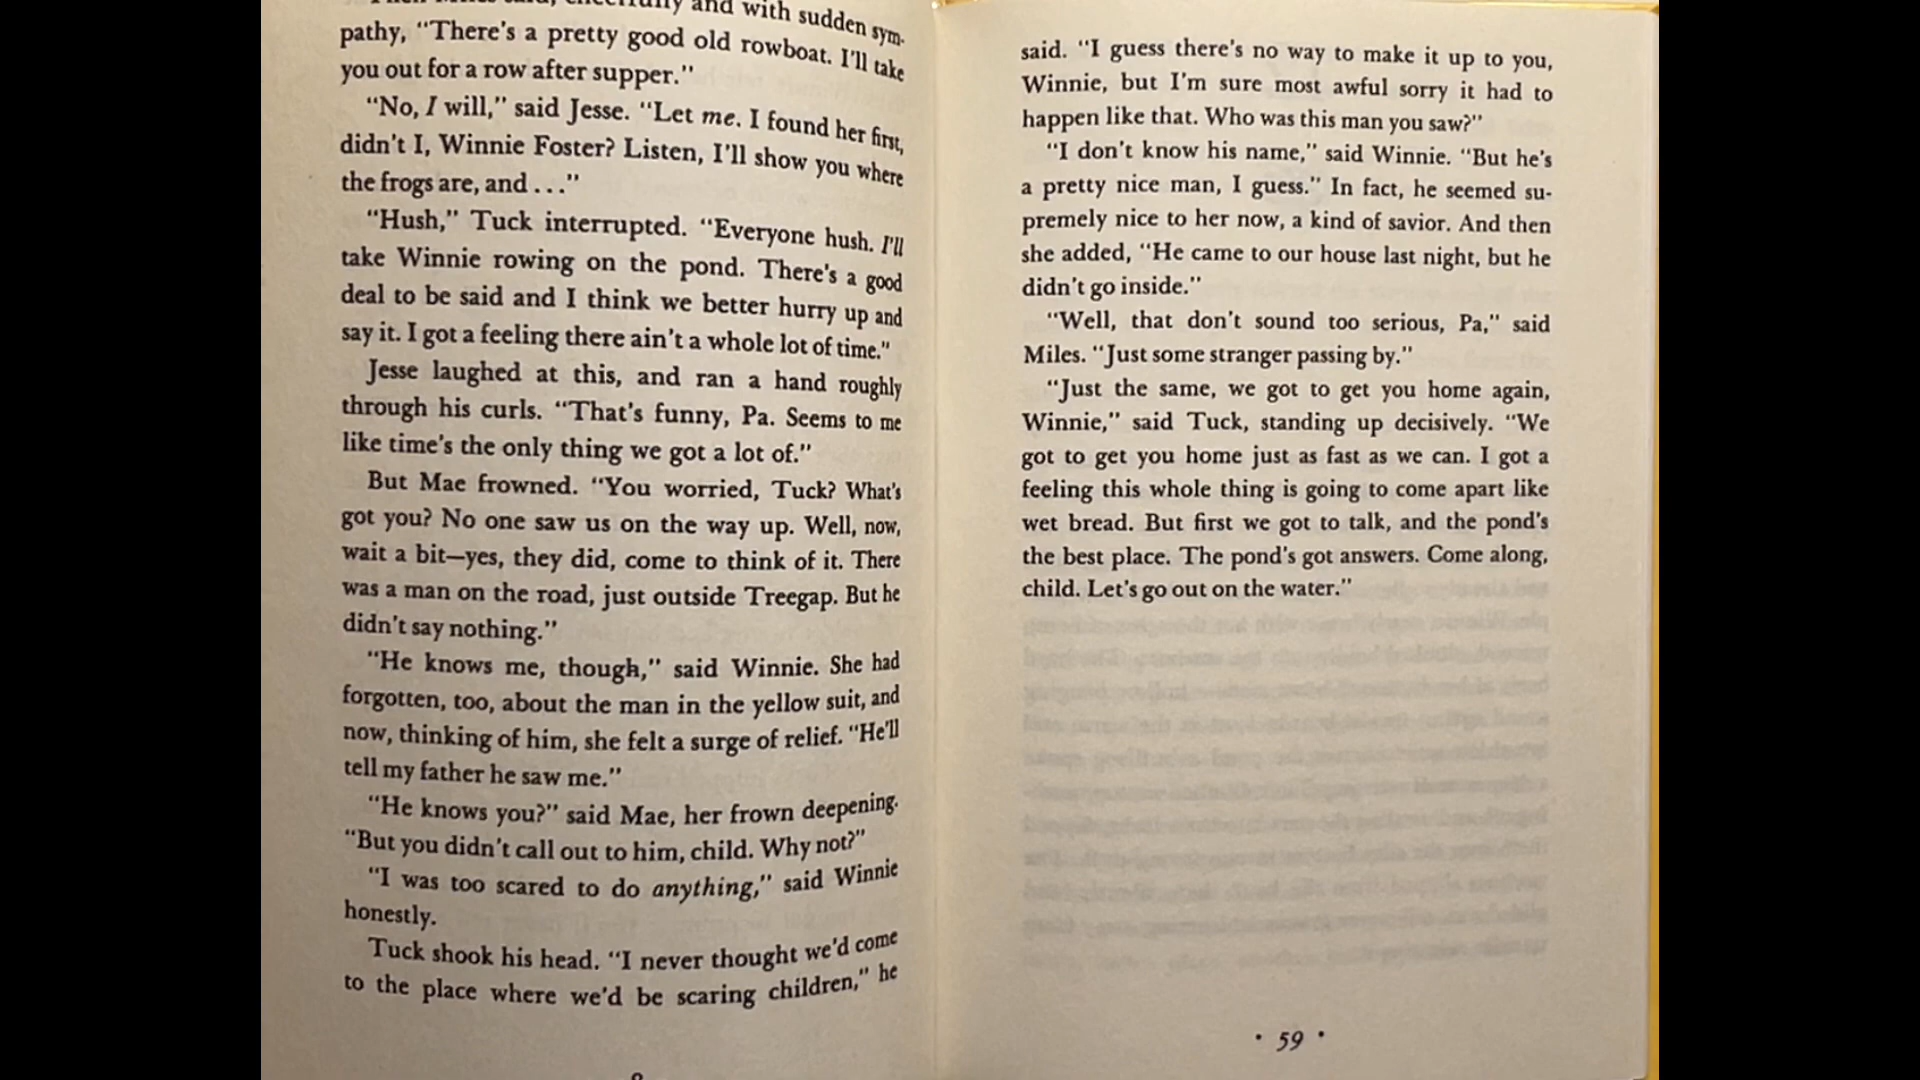 and with sudden sym-
pathy, “There's a pretty good old rowboat. I'll take
you out for a row after supper.”
“No, I will,” said Jesse. “Let me. I found her first,
didn't I, Winnie Foster? Listen, I'll show you where
the frogs are, and . . .”
“Hush,” Tuck interrupted. “Everyone hush. I'll
take Winnie rowing on the pond. There's a good
deal to be said and I think we better hurry up and
say it. I got a feeling there ain't a whole lot of time.”
Jesse laughed at this, and ran a hand roughly
through his curls. “That's funny, Pa. Seems to me
like time's the only thing we got a lot of.”
But Mae frowned. “You worried, Tuck? What's
got you? No one saw us on the way up. Well, now,
wait a bit—yes, they did, come to think of it. There
was a man on the road, just outside Treegap. But he
didn't say nothing.”
“He knows me, though,” said Winnie. She had
forgotten, too, about the man in the yellow suit, and
now, thinking of him, she felt a surge of relief. “He'll
tell my father he saw me.”
“He knows you?” said Mae, her frown deepening.
“But you didn't call out to him, child. Why not?”
“I was too scared to do anything,” said Winnie
honestly.
Tuck shook his head. “I never thought we'd come
to the place where we'd be scaring children,” he
said. “I guess there's no way to make it up to you,
Winnie, but I'm sure most awful sorry it had to
happen like that. Who was this man you saw?”
“I don't know his name,” said Winnie. “But he's
a pretty nice man, I guess.” In fact, he seemed su-
premely nice to her now, a kind of savior. And then
she added, “He came to our house last night, but he
didn't go inside.”
“Well, that don't sound too serious, Pa,” said
Miles. “Just some stranger passing by.”
“Just the same, we got to get you home again,
Winnie,” said Tuck, standing up decisively. “We
got to get you home just as fast as we can. I got a
feeling this whole thing is going to come apart like
wet bread. But first we got to talk, and the pond's
the best place. The pond's got answers. Come along,
child. Let's go out on the water.”
• 59 •